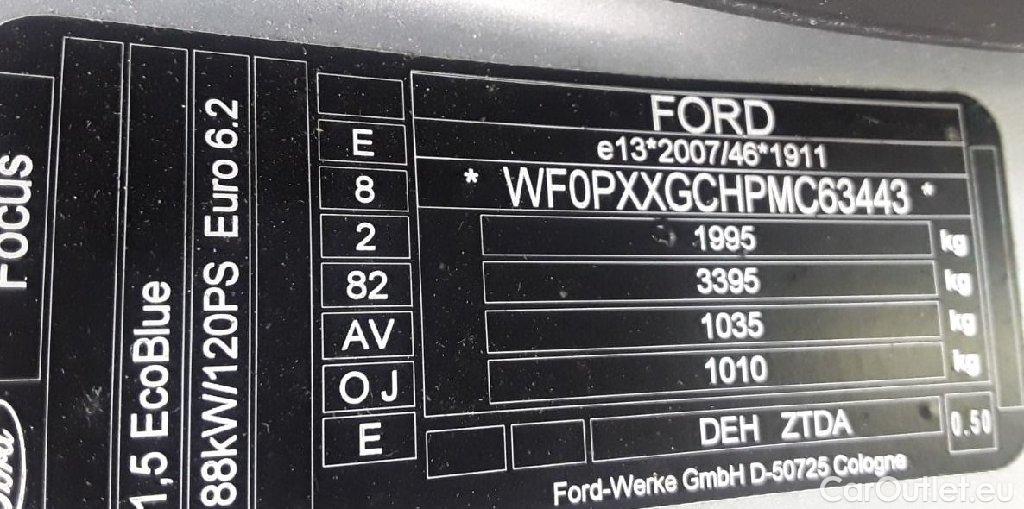 FORD
e13*2007/46*1911
* WF0PXXGCHPMC63443 *
1995 kg
3395 kg
1035 kg
1010 kg
DEH ZTDA
0.50
Ford-Werke GmbH D-50725 Cologne
E
8
2
82
AV
O J
E
88kW/120PS Euro 6.2
1,5 EcoBlue
Focus
Ford
CarOutlet.eu